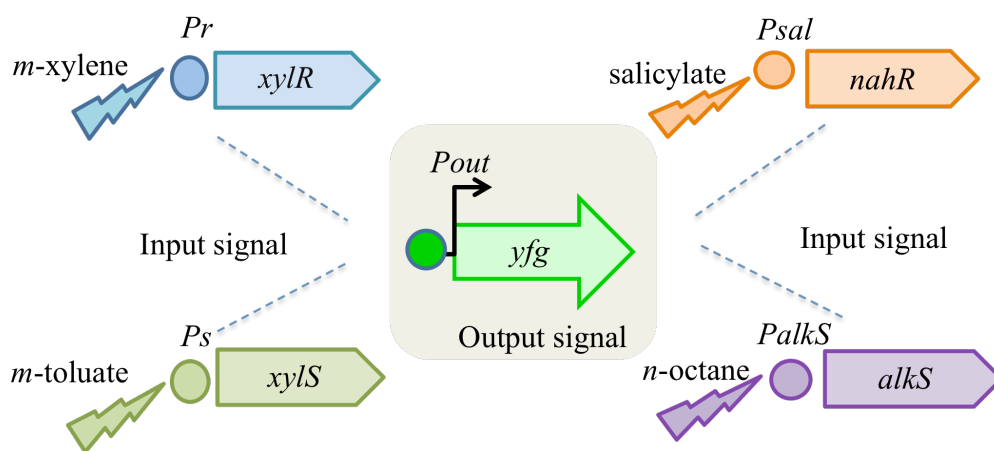 Pr
m-xylene
xylR
Psal
salicylate
nahR
Pout
yfg
Output signal
Input signal
Input signal
Ps
m-toluate
xylS
PalkS
n-octane
alkS